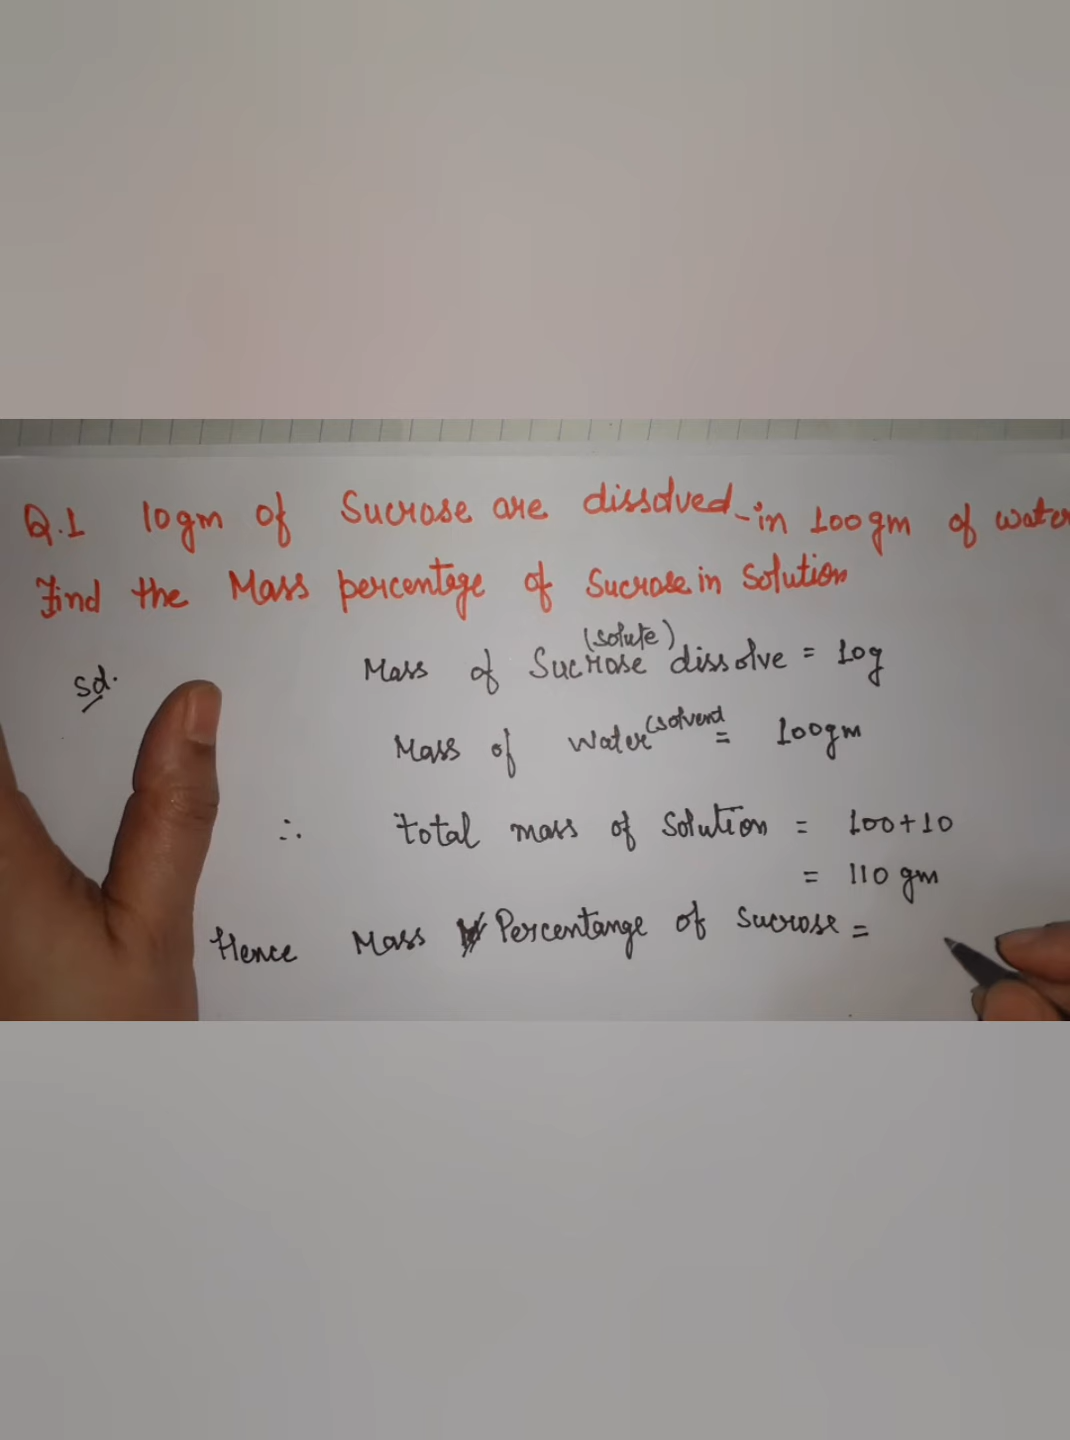 Q.1 10gm of Sucrose are dissolved in 100gm of water
Find the Mass percentage of Sucrose in Solution
Sol. Mass of Sucrose (Solute) dissolve = 10g
Mass of Water (solvent = 100gm
∴ total mass of Solution = 100+10
= 110 gm
Hence Mass Percentange of Sucrose =